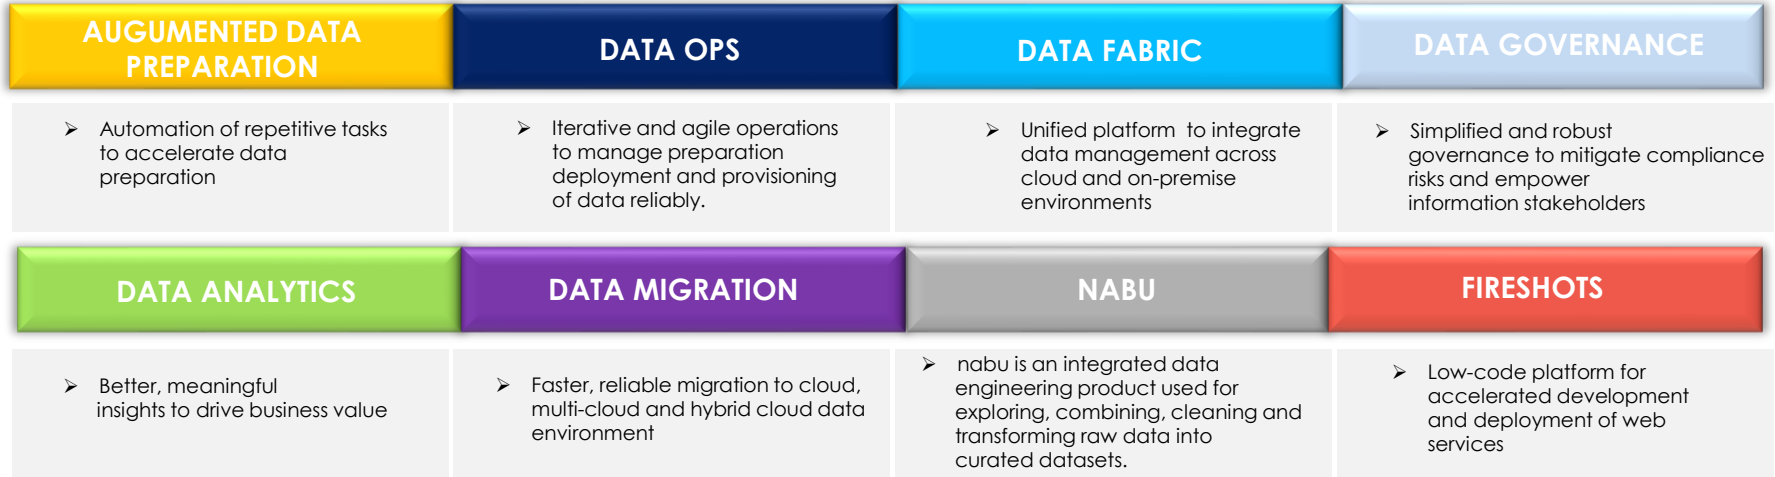 AUGUMENTED DATA
PREPARATION
DATA OPS
DATA FABRIC
DATA GOVERNANCE
➢ Automation of repetitive tasks
to accelerate data
preparation
➢ Iterative and agile operations
to manage preparation
deployment and provisioning
of data reliably.
➢ Unified platform to integrate
data management across
cloud and on-premise
environments
➢ Simplified and robust
governance to mitigate compliance
risks and empower
information stakeholders
DATA ANALYTICS
DATA MIGRATION
NABU
FIRESHOTS
➢ Better, meaningful
insights to drive business value
➢ Faster, reliable migration to cloud,
multi-cloud and hybrid cloud data
environment
➢ nabu is an integrated data
engineering product used for
exploring, combining, cleaning and
transforming raw data into
curated datasets.
➢ Low-code platform for
accelerated development
and deployment of web
services